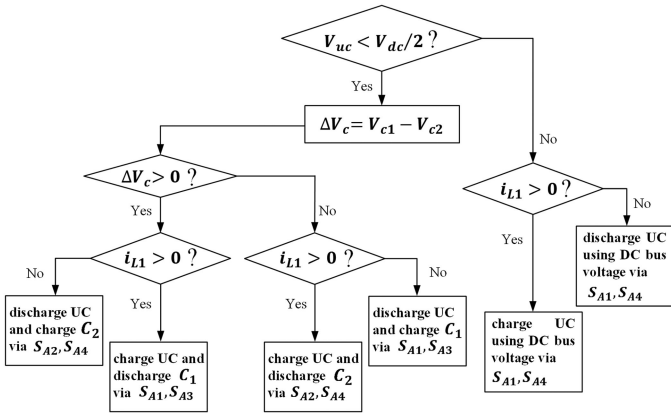 V_uc < V_dc/2 ?
Yes
ΔV_c = V_c1 − V_c2
No
ΔV_c > 0 ?
i_L1 > 0 ?
Yes
No
Yes
No
i_L1 > 0 ?
i_L1 > 0 ?
discharge UC
using DC bus
voltage via
S_A1, S_A4
No
Yes
Yes
No
discharge UC
and charge C_2
via S_A2, S_A4
discharge UC
and charge C_1
via S_A1, S_A3
charge UC
using DC bus
voltage via
S_A1, S_A4
charge UC and
discharge C_1
via S_A1, S_A3
charge UC and
discharge C_2
via S_A2, S_A4